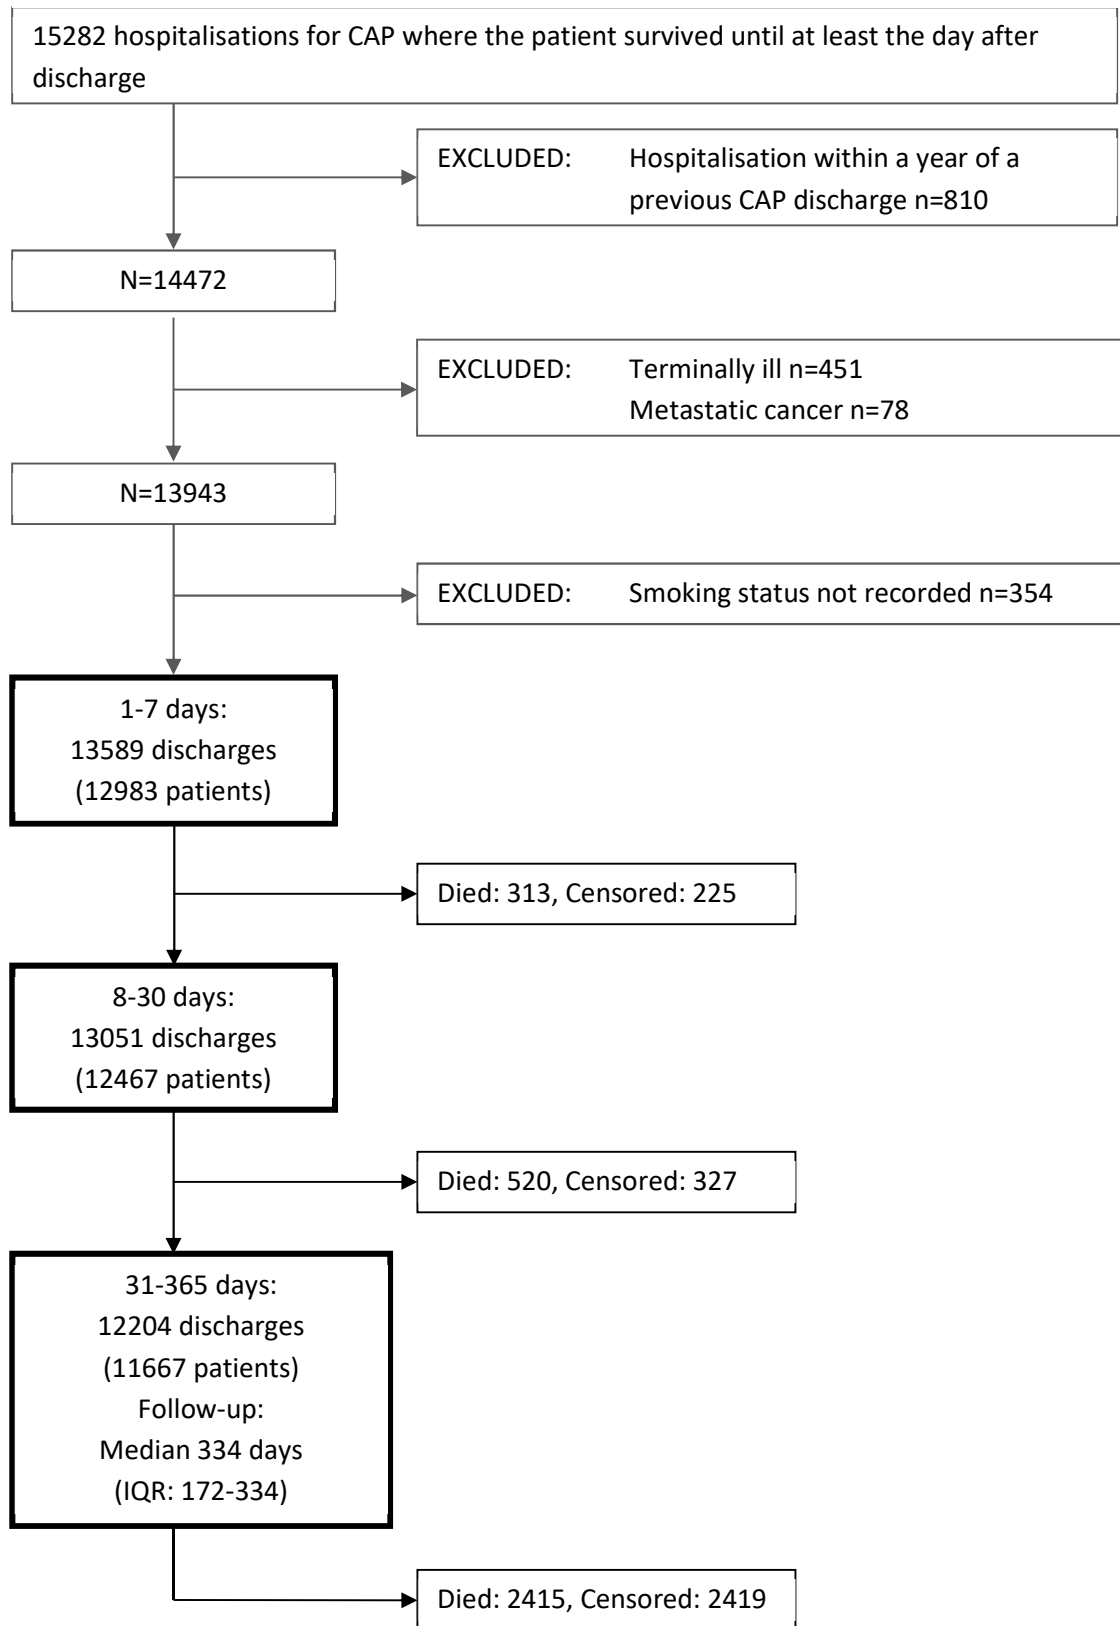 15282 hospitalisations for CAP where the patient survived until at least the day after
discharge
EXCLUDED: Hospitalisation within a year of a
previous CAP discharge n=810
N=14472
EXCLUDED: Terminally ill n=451
Metastatic cancer n=78
N=13943
EXCLUDED: Smoking status not recorded n=354
1-7 days:
13589 discharges
(12983 patients)
Died: 313, Censored: 225
8-30 days:
13051 discharges
(12467 patients)
Died: 520, Censored: 327
31-365 days:
12204 discharges
(11667 patients)
Follow-up:
Median 334 days
(IQR: 172-334)
Died: 2415, Censored: 2419